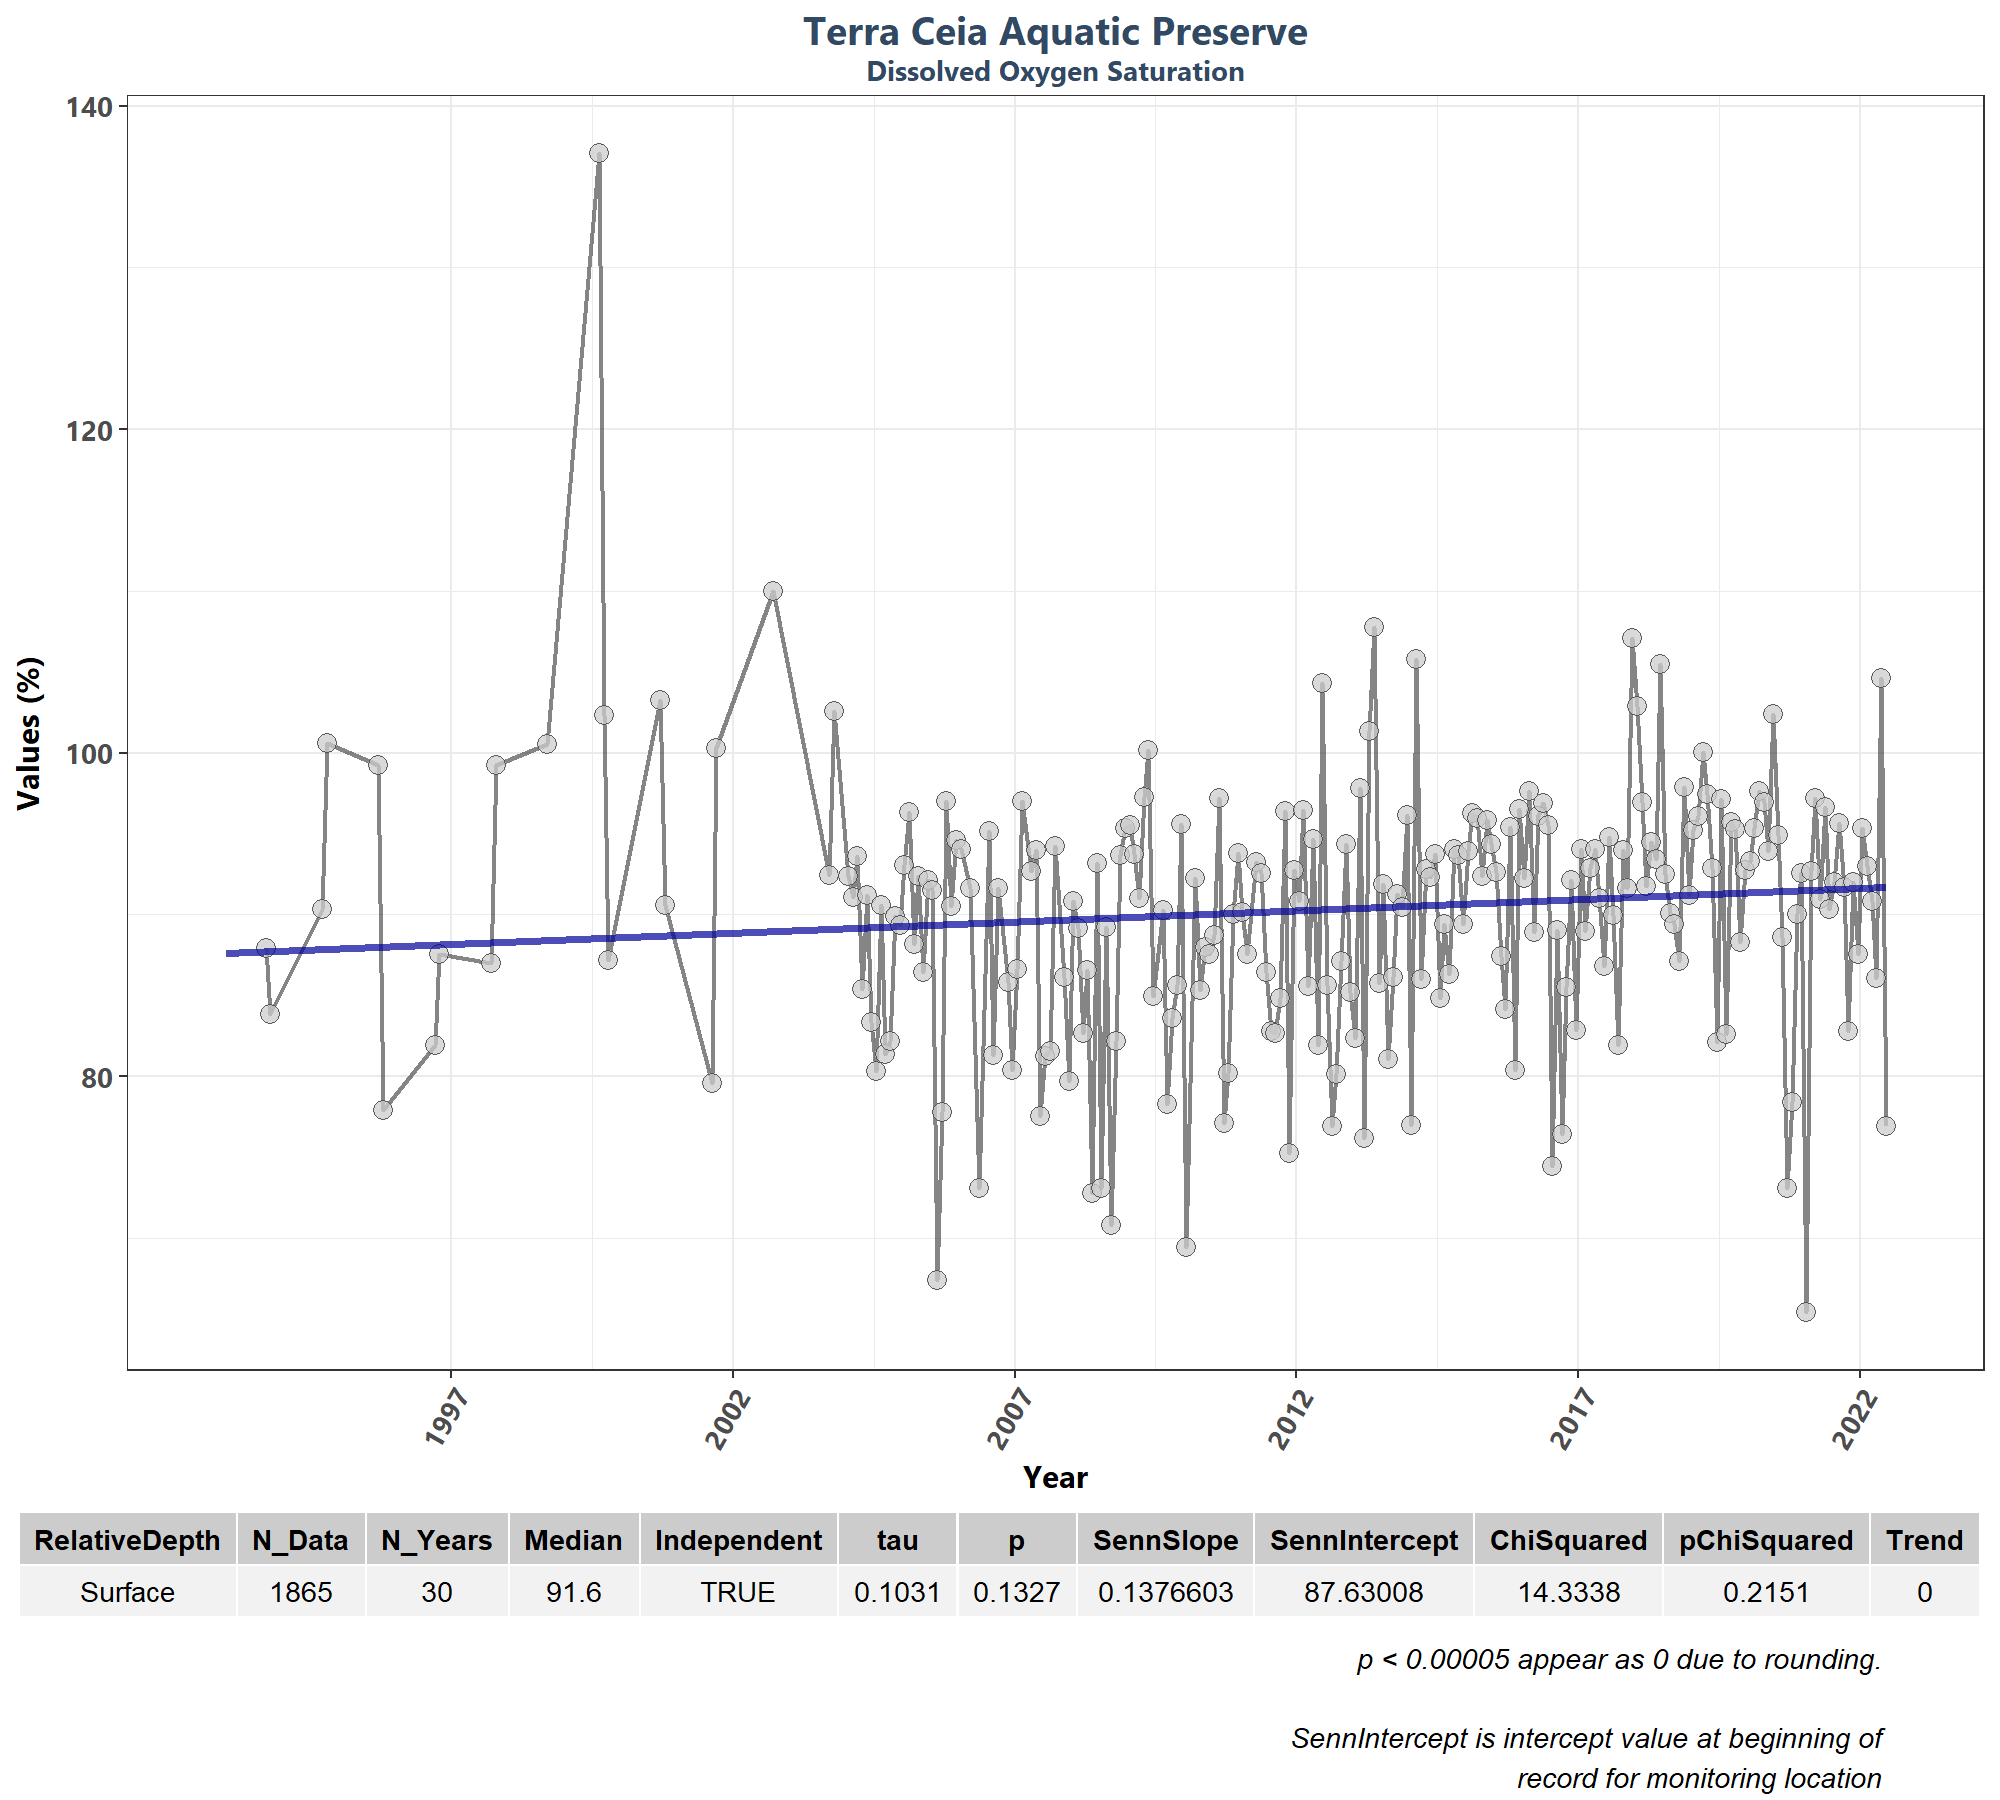 Terra Ceia Aquatic Preserve
Dissolved Oxygen Saturation
140
120
100
80
Values (%)
1997 2002 2007 2012 2017 2022
Year
RelativeDepth N_Data N_Years Median Independent tau p SennSlope SennIntercept ChiSquared pChiSquared Trend
Surface 1865 30 91.6 TRUE 0.1031 0.1327 0.1376603 87.63008 14.3338 0.2151 0
p < 0.00005 appear as 0 due to rounding.
SennIntercept is intercept value at beginning of
record for monitoring location